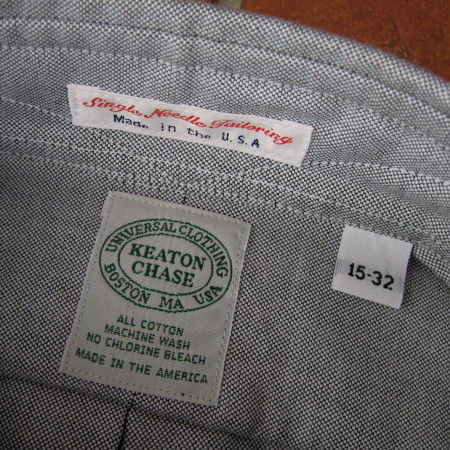 Single Needle Tailoring
Made in the U.S.A
UNIVERSAL CLOTHING
KEATON
CHASE
BOSTON MA USA
ALL COTTON
MACHINE WASH
NO CHLORINE BLEACH
MADE IN THE AMERICA
15-32